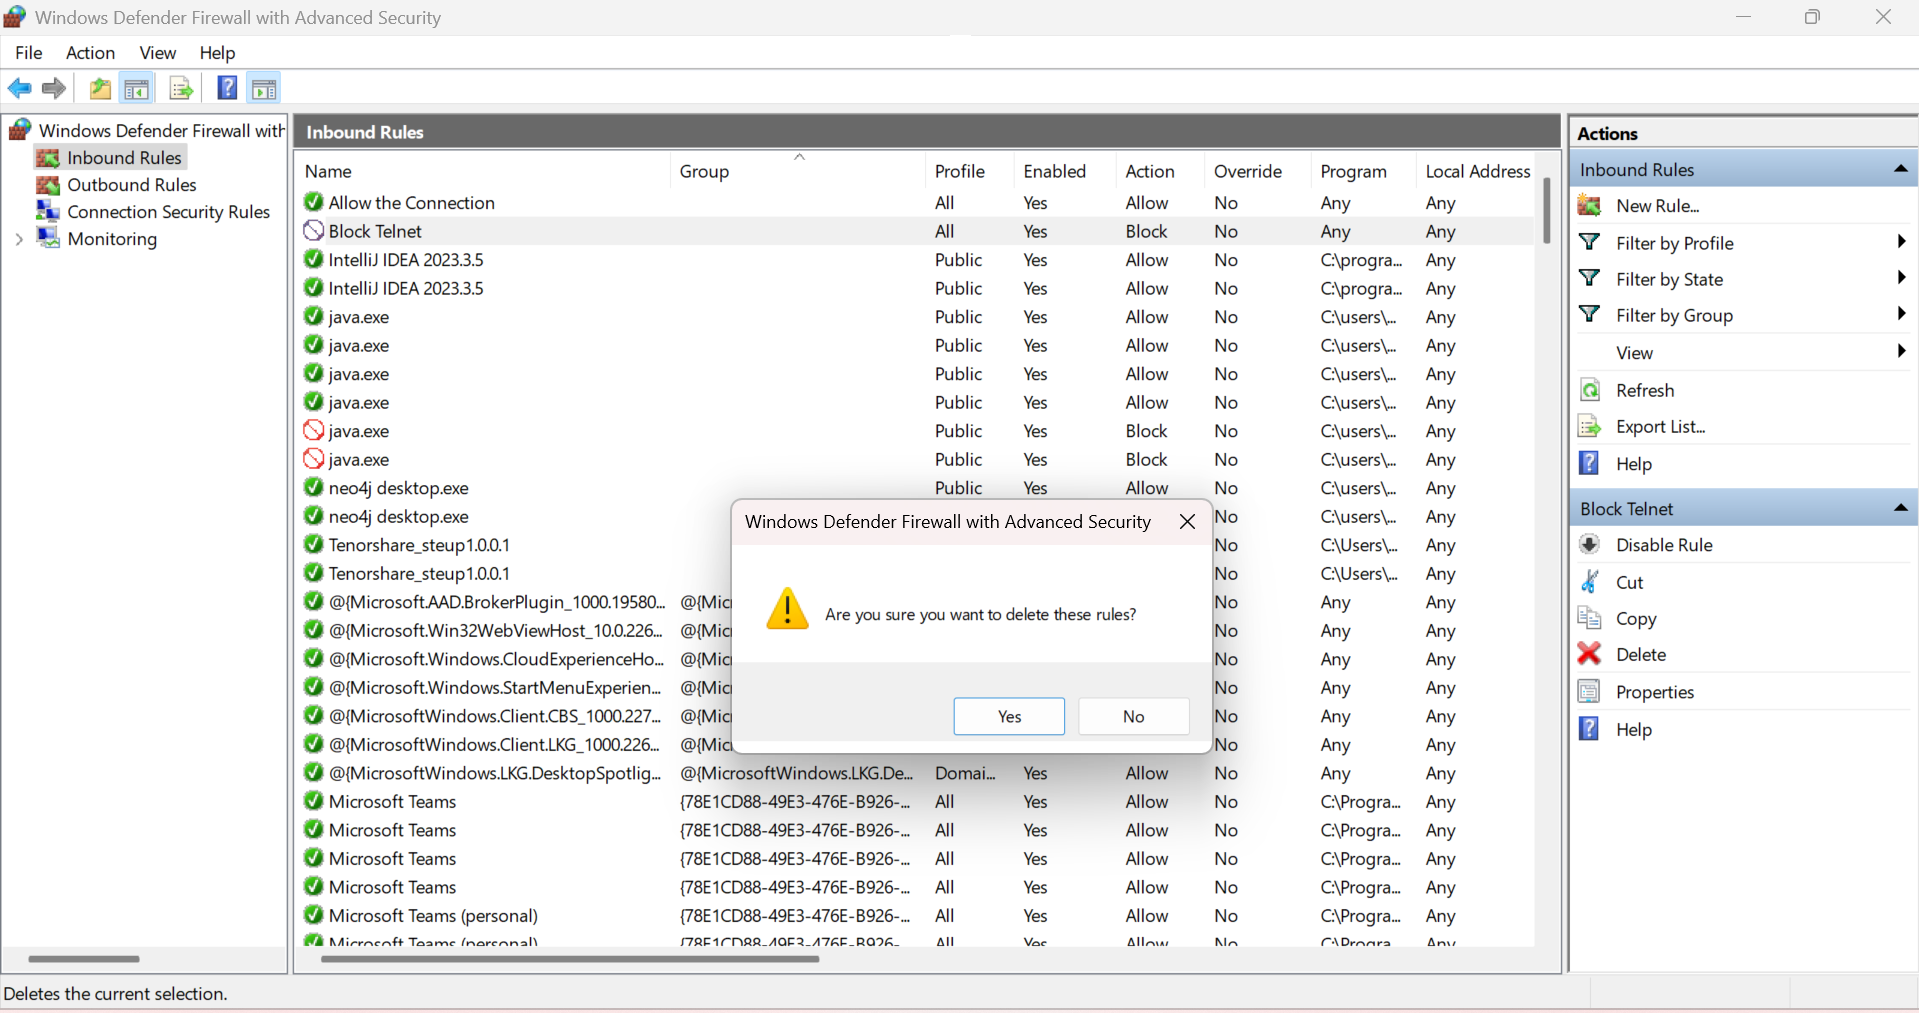 Windows Defender Firewall with Advanced Security
File Action View Help
Windows Defender Firewall with
Inbound Rules
Outbound Rules
Connection Security Rules
Monitoring
Inbound Rules
Name Group Profile Enabled Action Override Program Local Address
Allow the Connection All Yes Allow No Any Any
Block Telnet All Yes Block No Any Any
IntelliJ IDEA 2023.3.5 Public Yes Allow No C:\progra... Any
IntelliJ IDEA 2023.3.5 Public Yes Allow No C:\progra... Any
java.exe Public Yes Allow No C:\users\... Any
java.exe Public Yes Allow No C:\users\... Any
java.exe Public Yes Allow No C:\users\... Any
java.exe Public Yes Allow No C:\users\... Any
java.exe Public Yes Block No C:\users\... Any
java.exe Public Yes Block No C:\users\... Any
neo4j desktop.exe Public Yes Allow No C:\users\... Any
neo4j desktop.exe No C:\users\... Any
Tenorshare_steup1.0.0.1 No C:\Users\... Any
Tenorshare_steup1.0.0.1 No C:\Users\... Any
@{Microsoft.AAD.BrokerPlugin_1000.19580... @{Mic No Any Any
@{Microsoft.Win32WebViewHost_10.0.226... @{Mic No Any Any
@{Microsoft.Windows.CloudExperienceHo... @{Mic No Any Any
@{Microsoft.Windows.StartMenuExperien... @{Mic No Any Any
@{MicrosoftWindows.Client.CBS_1000.227... @{Mic No Any Any
@{MicrosoftWindows.Client.LKG_1000.226... @{Mic No Any Any
@{MicrosoftWindows.LKG.DesktopSpotlig... @{MicrosoftWindows.LKG.De... Domai... Yes Allow No Any Any
Microsoft Teams {78E1CD88-49E3-476E-B926-... All Yes Allow No C:\Progra... Any
Microsoft Teams {78E1CD88-49E3-476E-B926-... All Yes Allow No C:\Progra... Any
Microsoft Teams {78E1CD88-49E3-476E-B926-... All Yes Allow No C:\Progra... Any
Microsoft Teams {78E1CD88-49E3-476E-B926-... All Yes Allow No C:\Progra... Any
Microsoft Teams (personal) {78E1CD88-49E3-476E-B926-... All Yes Allow No C:\Progra... Any
Microsoft Teams (personal) {78E1CD88-49E3-476E-B926- All Yes Allow No C:\Progra Any
Windows Defender Firewall with Advanced Security
Are you sure you want to delete these rules?
Yes No
Actions
Inbound Rules
New Rule...
Filter by Profile
Filter by State
Filter by Group
View
Refresh
Export List...
Help
Block Telnet
Disable Rule
Cut
Copy
Delete
Properties
Help
Deletes the current selection.